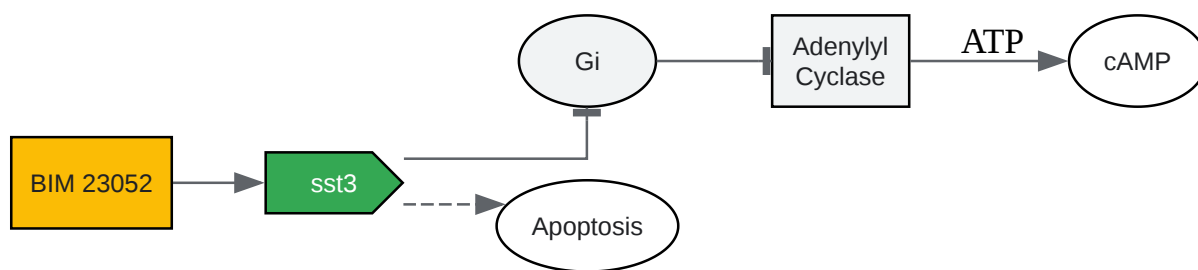 Gi
Adenylyl
Cyclase
ATP
cAMP
BIM 23052
sst3
Apoptosis